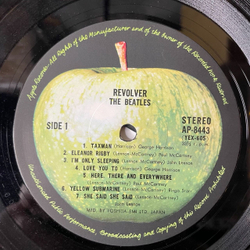 Apple Records. All Rights of the Manufacturer and of the Owner of the Recorded Work Reserved.
REVOLVER
THE BEATLES
SIDE 1
STEREO
AP-8443
(YEX-605)
1. TAXMAN (Harrison) George Harrison
2. ELEANOR RIGBY (Lennon-McCartney) Paul McCartney
3. I'M ONLY SLEEPING (Lennon-McCartney) John Lennon
4. LOVE YOU TO (Harrison) George Harrison
5. HERE, THERE AND EVERYWHERE
(Lennon-McCartney) Paul McCartney
6. YELLOW SUBMARINE (Lennon-McCartney) Ringo Starr
7. SHE SAID SHE SAID (Lennon-McCartney)
John Lennon
MFD. BY TOSHIBA EMI LTD. JAPAN
Unauthorised Public Performance, Broadcasting and Copying of this Record Prohibited